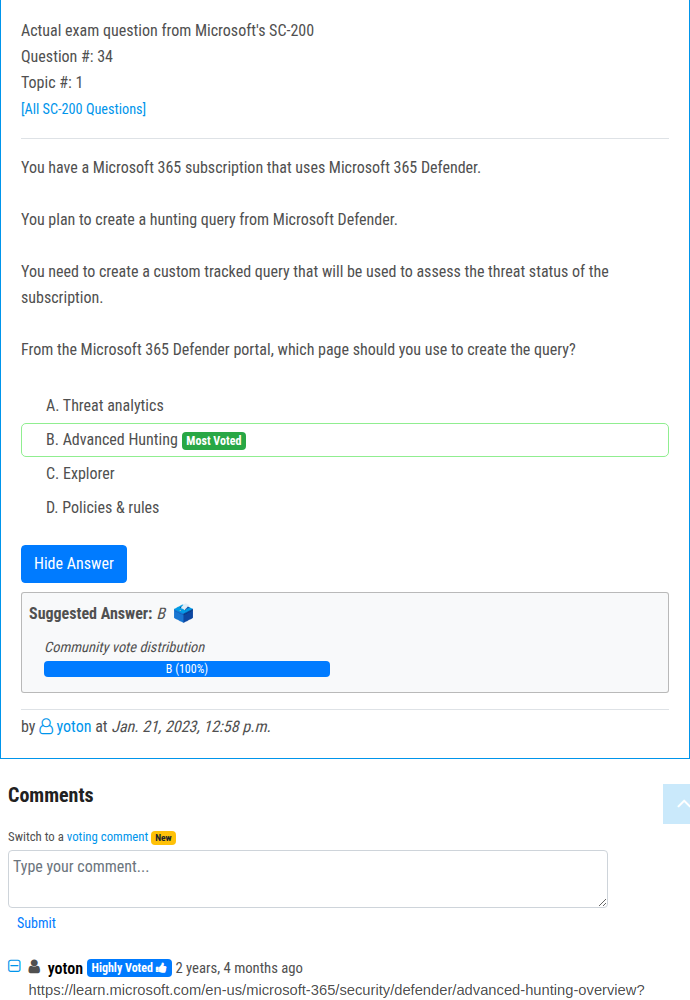 Actual exam question from Microsoft's SC-200
Question #: 34
Topic #: 1
[All SC-200 Questions]
You have a Microsoft 365 subscription that uses Microsoft 365 Defender.
You plan to create a hunting query from Microsoft Defender.
You need to create a custom tracked query that will be used to assess the threat status of the
subscription.
From the Microsoft 365 Defender portal, which page should you use to create the query?
A. Threat analytics
B. Advanced Hunting Most Voted
C. Explorer
D. Policies & rules
Hide Answer
Suggested Answer: B
Community vote distribution
B (100%)
by yoton at Jan. 21, 2023, 12:58 p.m.
Comments
Switch to a voting comment New
Type your comment...
Submit
yoton Highly Voted 2 years, 4 months ago
https://learn.microsoft.com/en-us/microsoft-365/security/defender/advanced-hunting-overview?